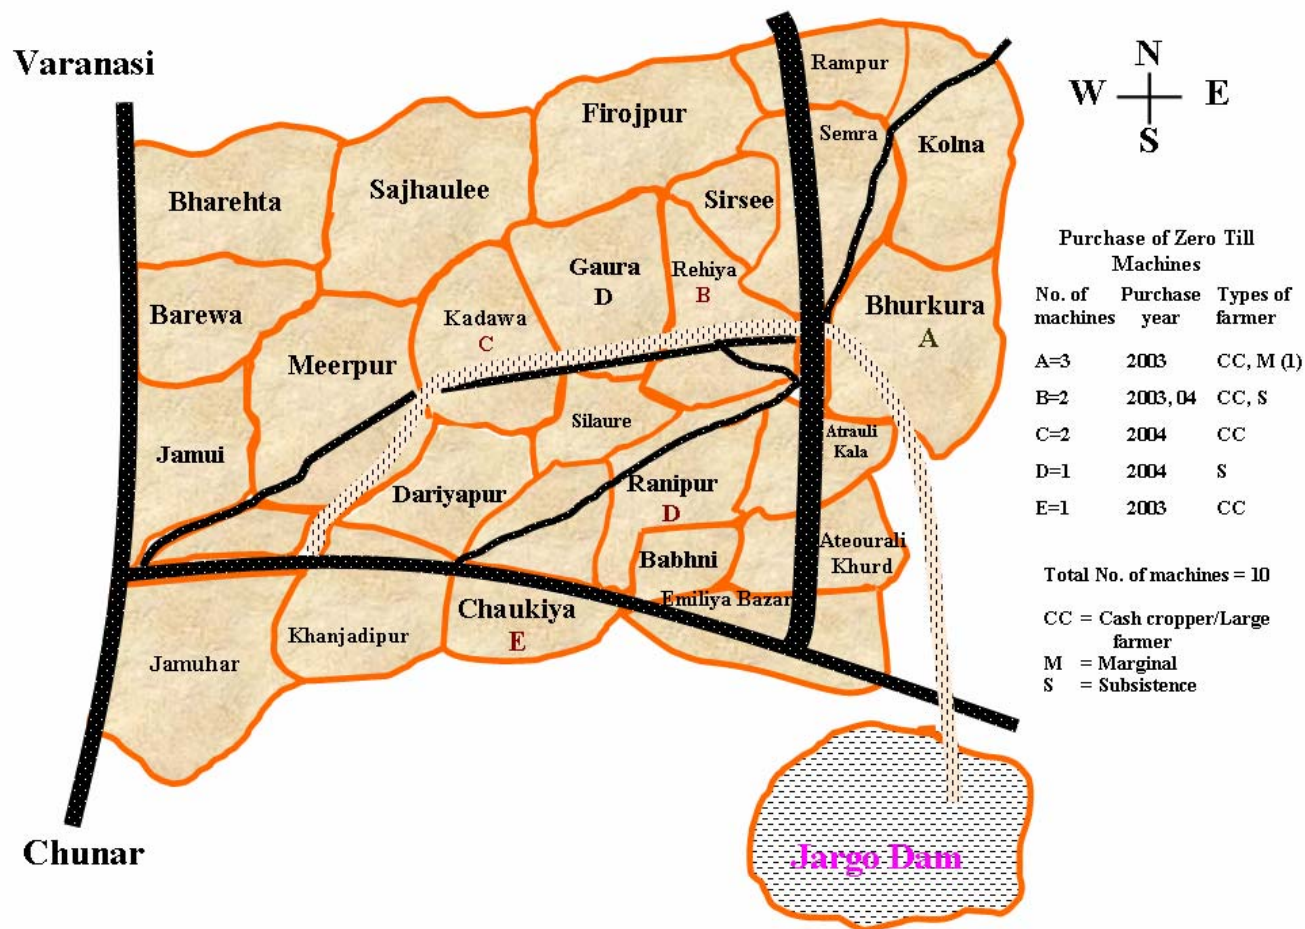 Varanasi
N
W E
S
Rampur
Firojpur
Semra
Kolna
Sajhaulee
Bharehta
Sirsee
Gaura
D
Rehiya
B
Barewa
Kadawa
C
Bhurkura
A
Meerpur
Silaure
Atrauli
Kala
Jamui
Dariyapur
Ranipur
D
Babhni
Ateourali
Khurd
Emiliya Bazar
Chaukiya
E
Khanjadipur
Jamuhar
Chunar
Jargo Dam
Purchase of Zero Till
Machines
No. of machines Purchase year Types of farmer
A=3 2003 CC, M (1)
B=2 2003, 04 CC, S
C=2 2004 CC
D=1 2004 S
E=1 2003 CC
Total No. of machines = 10
CC = Cash cropper/Large
farmer
M = Marginal
S = Subsistence